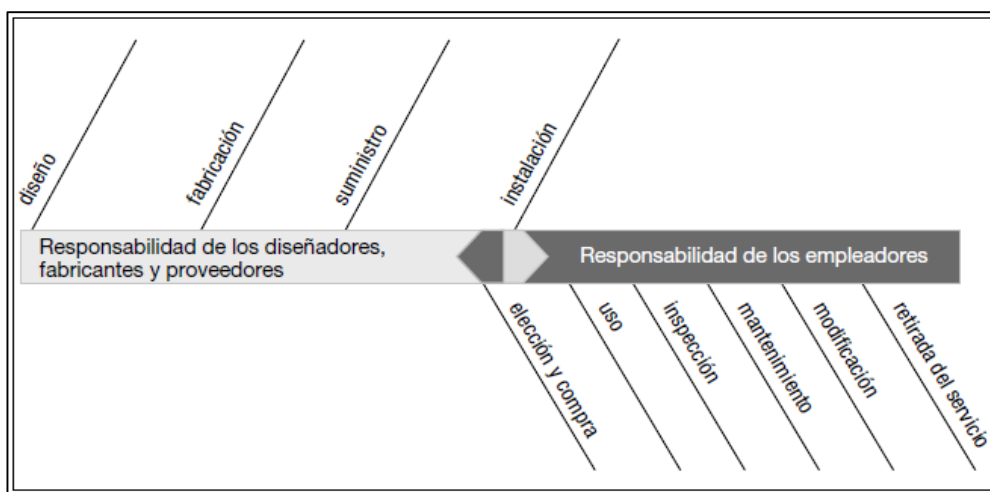 diseño
fabricación
suministro
instalación
Responsabilidad de los diseñadores,
fabricantes y proveedores
Responsabilidad de los empleadores
elección y compra
uso
inspección
mantenimiento
modificación
retirada del servicio